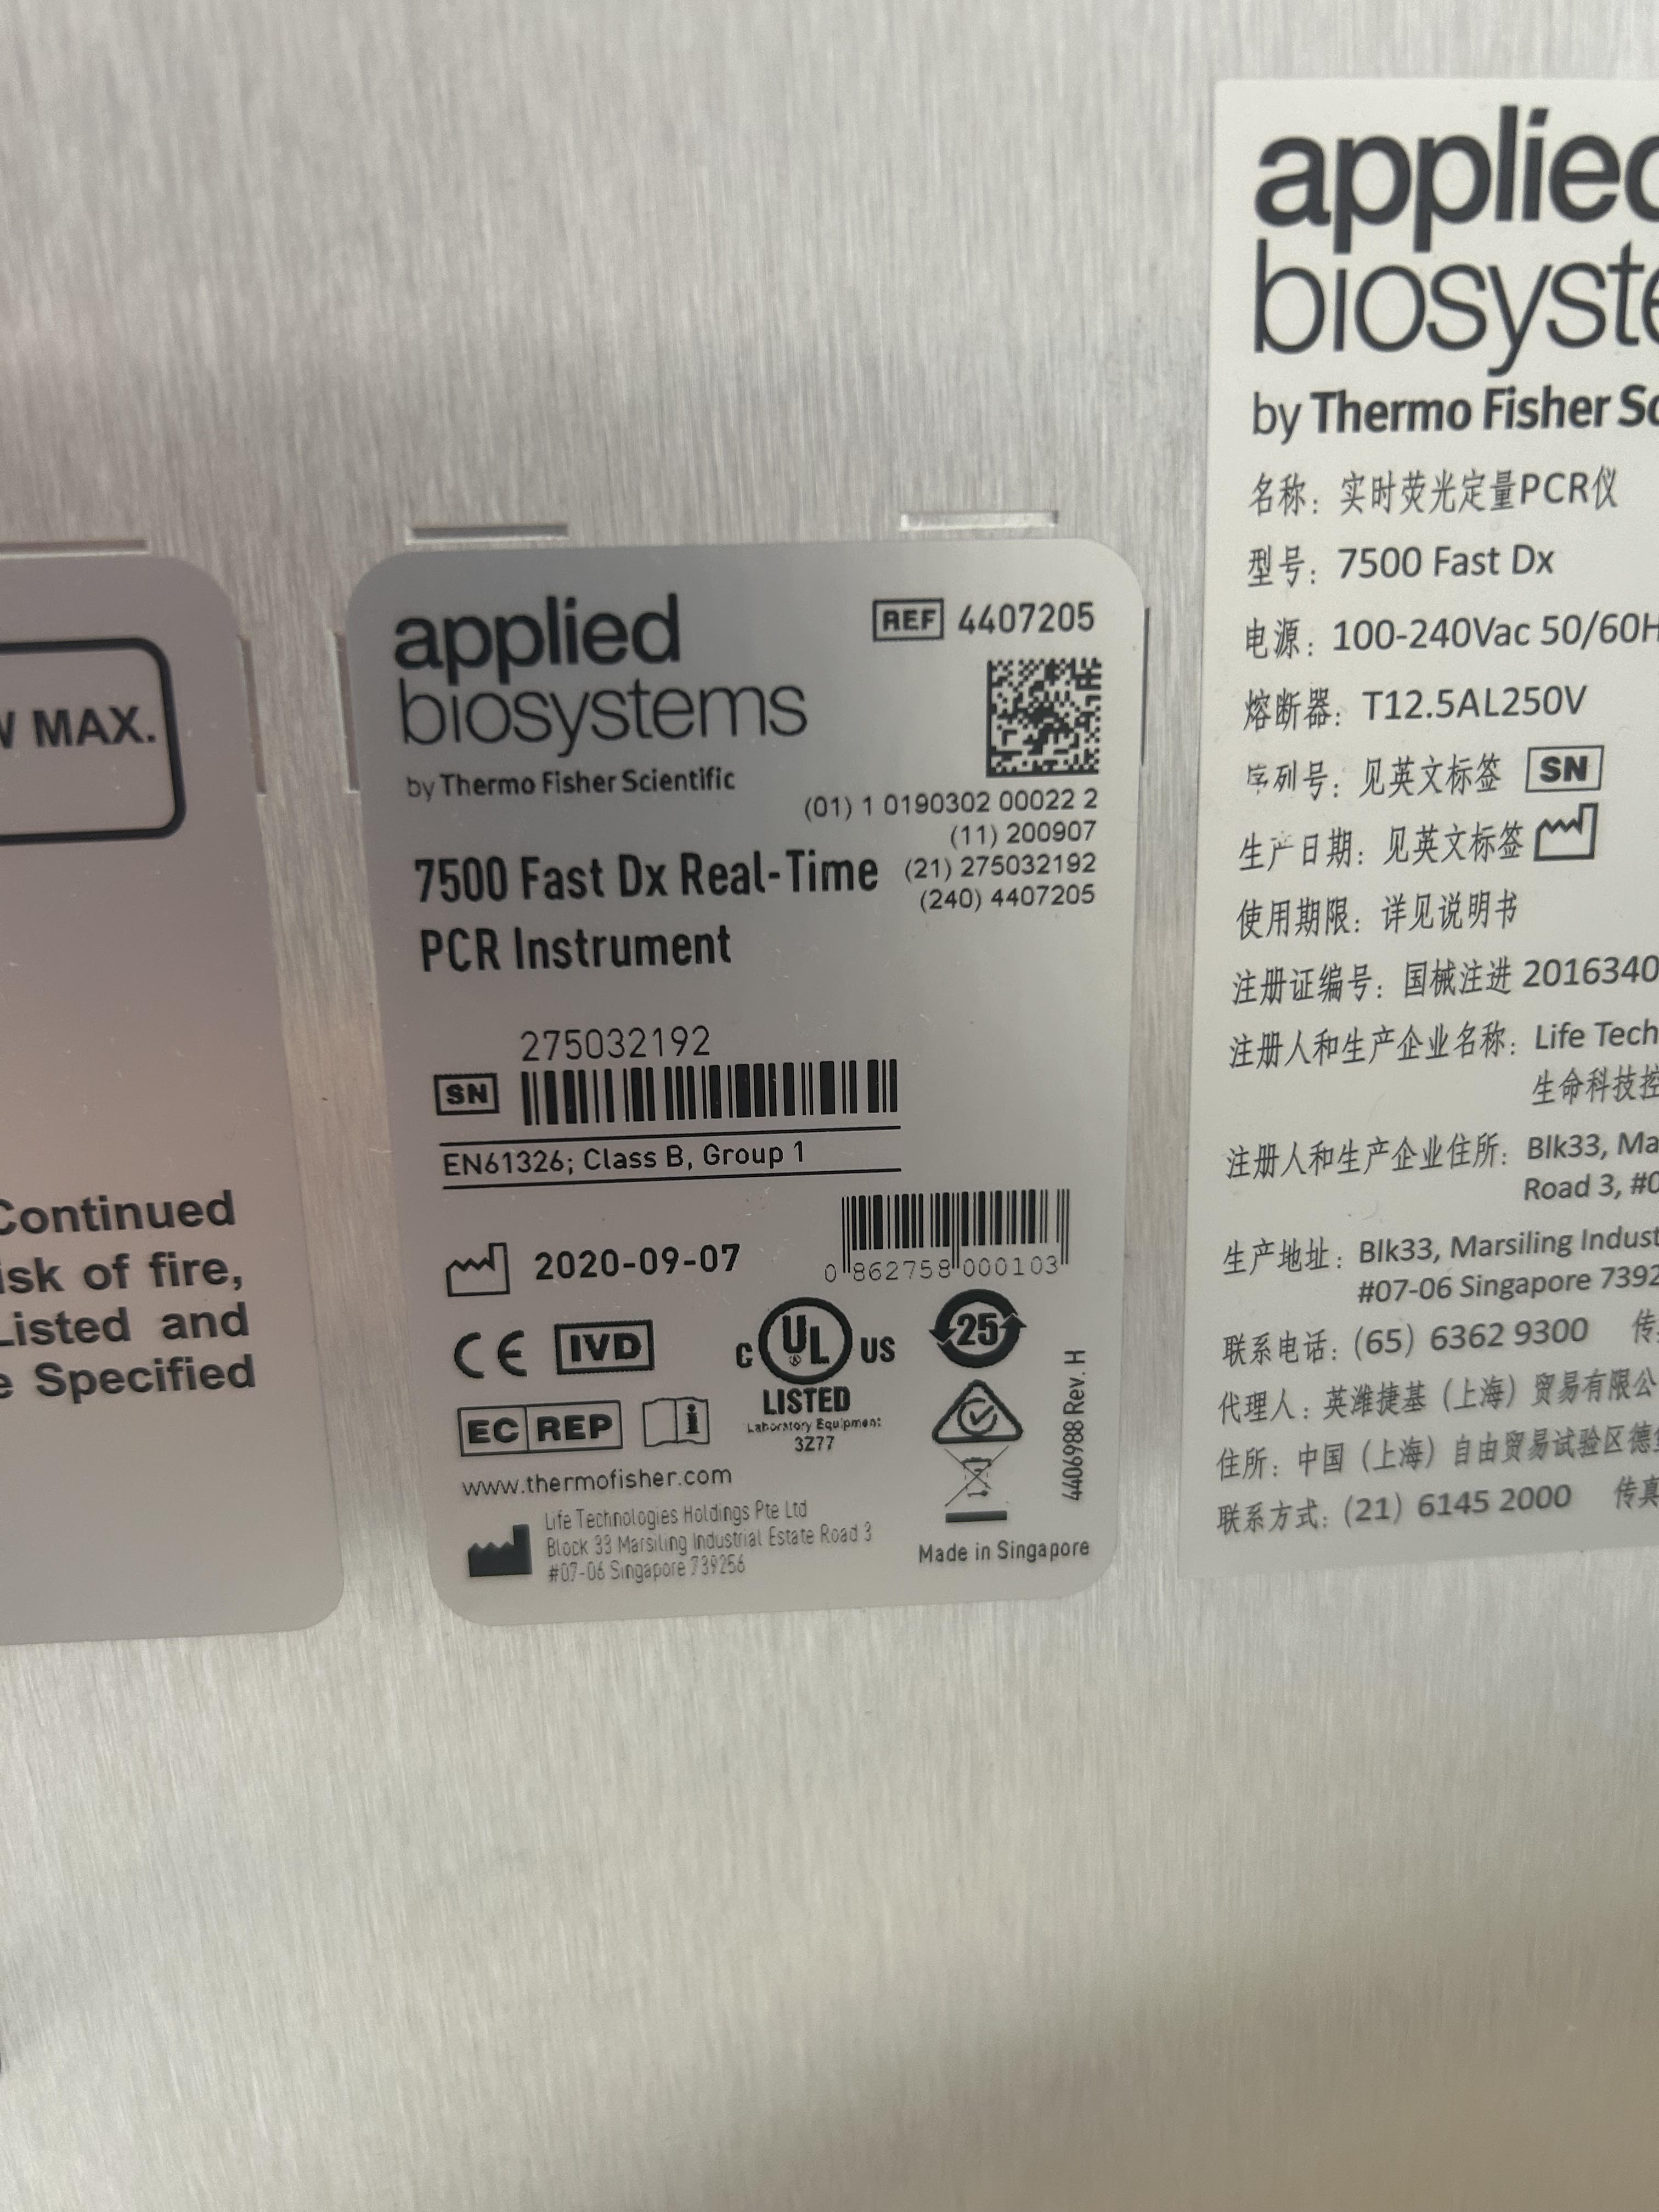 W MAX.
Continued
isk of fire,
Listed and
e Specified
applied
biosystems
by Thermo Fisher Scientific
REF 4407205
(01) 1 0190302 00022 2
(11) 200907
(21) 275032192
(240) 4407205
7500 Fast Dx Real-Time
PCR Instrument
275032192
SN
EN61326; Class B, Group 1
2020-09-07
0 862758 000103
CE IVD
C UL US
LISTED
Laboratory Equipment
3Z77
25
EC REP
i
4406988 Rev. H
www.thermofisher.com
Life Technologies Holdings Pte Ltd
Block 33 Marsiling Industrial Estate Road 3
#07-06 Singapore 739256
Made in Singapore
applied
biosyste
by Thermo Fisher Sc
名称：实时荧光定量PCR仪
型号：7500 Fast Dx
电源：100-240Vac 50/60H
熔断器：T12.5AL250V
序列号：见英文标签 SN
生产日期：见英文标签
使用期限：详见说明书
注册证编号：国械注进 2016340
注册人和生产企业名称：Life Tech
生命科技控
注册人和生产企业住所：Blk33, Ma
Road 3, #0
生产地址：Blk33, Marsiling Indust
#07-06 Singapore 7392
联系电话：(65) 6362 9300 传
代理人：英潍捷基（上海）贸易有限公
住所：中国（上海）自由贸易试验区德
联系方式：(21) 6145 2000 传真